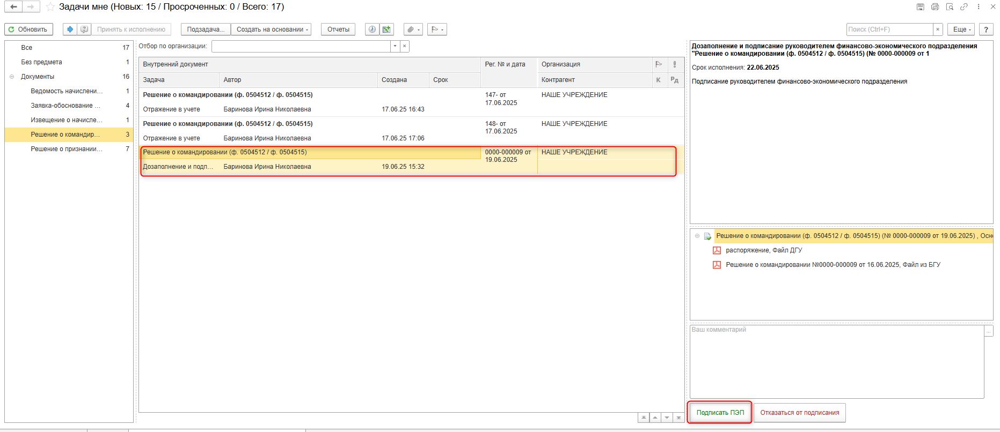 Задачи мне (Новых: 15 / Просроченных: 0 / Всего: 17)
Обновить
Принять к исполнению
Подзадача...
Создать на основании
Отчеты
Поиск (Ctrl+F)
×
Еще
?
Все 17
Без предмета 1
Документы 16
Ведомость начислени... 1
Заявка-обоснование ... 4
Извещение о начисле... 1
Решение о командир... 3
Решение о признании... 7
Отбор по организации:
×
Внутренний документ Рег. № и дата Организация
Задача Автор Создана Срок Контрагент К Рд
Решение о командировании (ф. 0504512 / ф. 0504515) 147- от НАШЕ УЧРЕЖДЕНИЕ
17.06.2025
Отражение в учете Баринова Ирина Николаевна 17.06.25 16:43
Решение о командировании (ф. 0504512 / ф. 0504515) 148- от НАШЕ УЧРЕЖДЕНИЕ
17.06.2025
Отражение в учете Баринова Ирина Николаевна 17.06.25 17:06
Решение о командировании (ф. 0504512 / ф. 0504515) 0000-000009 от НАШЕ УЧРЕЖДЕНИЕ
19.06.2025
Дозаполнение и подп... Баринова Ирина Николаевна 19.06.25 15:32
Дозаполнение и подписание руководителем финансово-экономического подразделения
"Решение о командировании (ф. 0504512 / ф. 0504515) (№ 0000-000009 от 1
Срок исполнения: 22.06.2025
Подписание руководителем финансово-экономического подразделения
Решение о командировании (ф. 0504512 / ф. 0504515) (№ 0000-000009 от 19.06.2025) , Осн
распоряжение, Файл ДГУ
Решение о командировании №0000-000009 от 16.06.2025, Файл из БГУ
Ваш комментарий
...
Подписать ПЭП
Отказаться от подписания